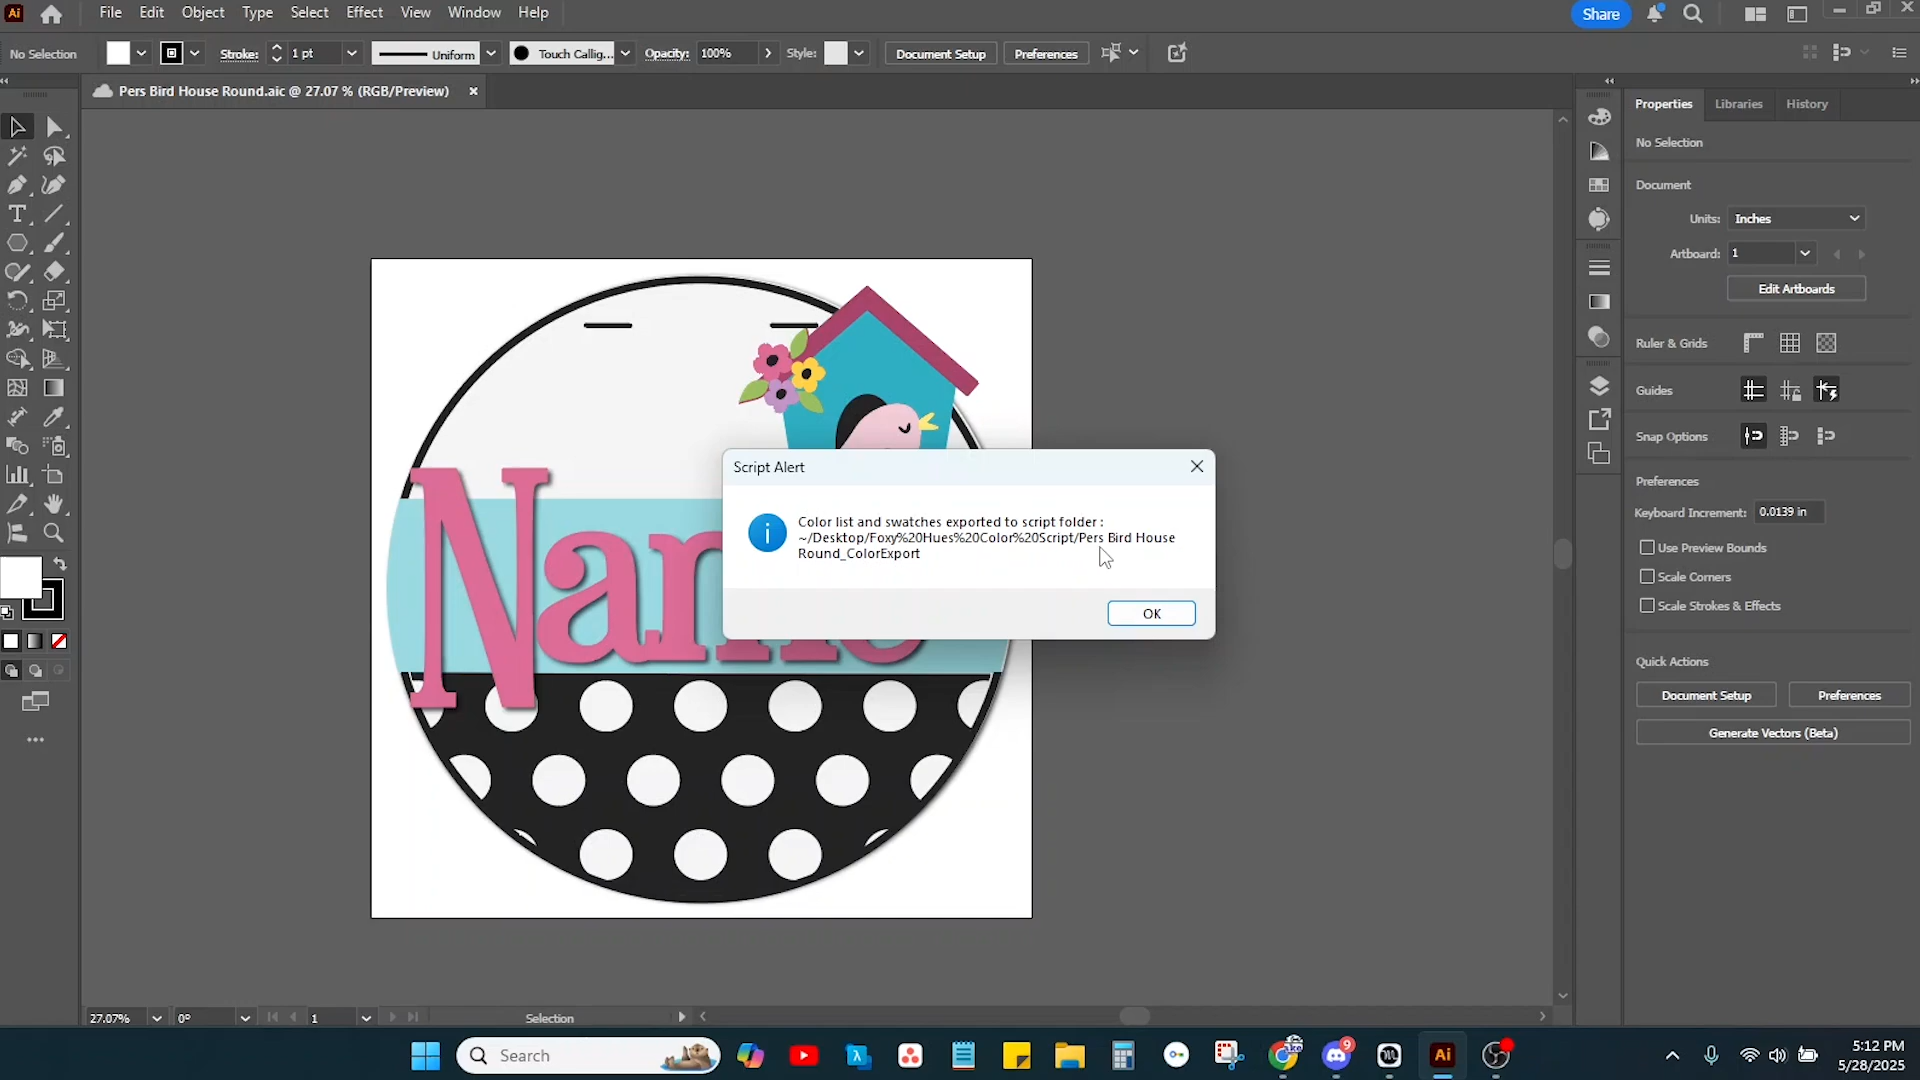 Ai File Edit Object Type Select Effect View Window Help Share
No Selection Stroke: 1 pt Uniform Touch Callig... Opacity: 100% Style: Document Setup Preferences
Pers Bird House Round.aic @ 27.07 % (RGB/Preview) ×
Properties Libraries History
No Selection
Document
Units: Inches
Artboard: 1
Edit Artboards
Ruler & Grids
Guides
Snap Options
Preferences
Keyboard Increment: 0.0139 in
Use Preview Bounds
Scale Corners
Scale Strokes & Effects
Quick Actions
Document Setup Preferences
Generate Vectors (Beta)
Name
Script Alert
Color list and swatches exported to script folder :
~/Desktop/Foxy%20Hues%20Color%20Script/Pers Bird House
Round_ColorExport
OK
27.07% 0° 1 Selection
Search
9
Ai
5:12 PM
5/28/2025